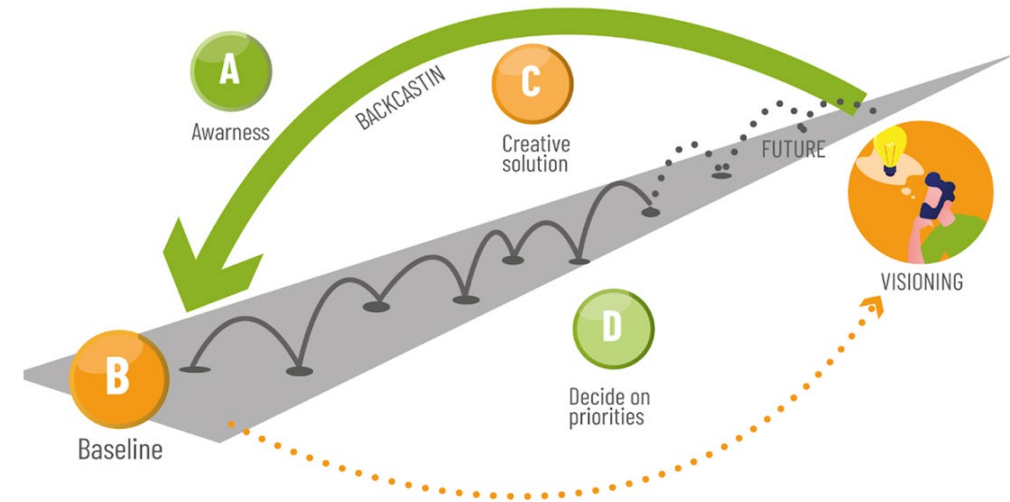 A
Awarness
BACKCASTIN
C
Creative
solution
FUTURE
VISIONING
D
Decide on
priorities
B
Baseline